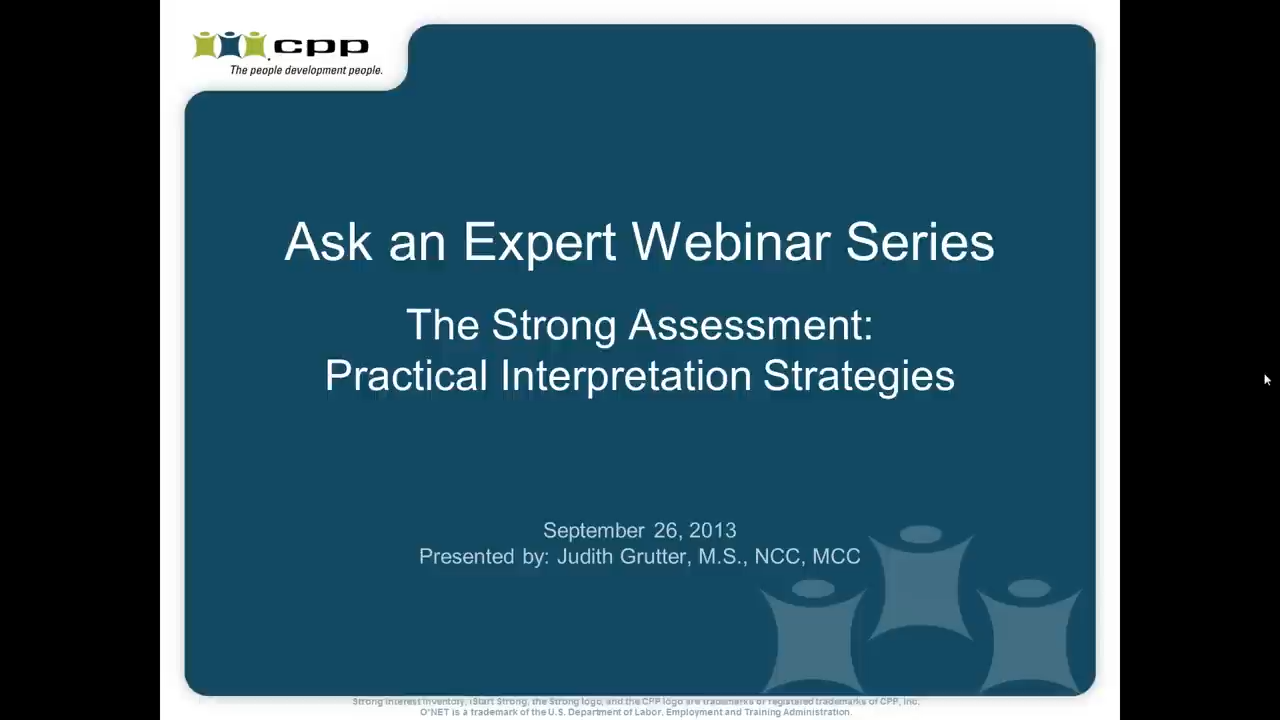 cpp
The people development people.
Ask an Expert Webinar Series
The Strong Assessment:
Practical Interpretation Strategies
September 26, 2013
Presented by: Judith Grutter, M.S., NCC, MCC
Strong Interest Inventory, iStart Strong, the Strong logo, and the CPP logo are trademarks or registered trademarks of CPP, Inc.
O*NET is a trademark of the U.S. Department of Labor, Employment and Training Administration.